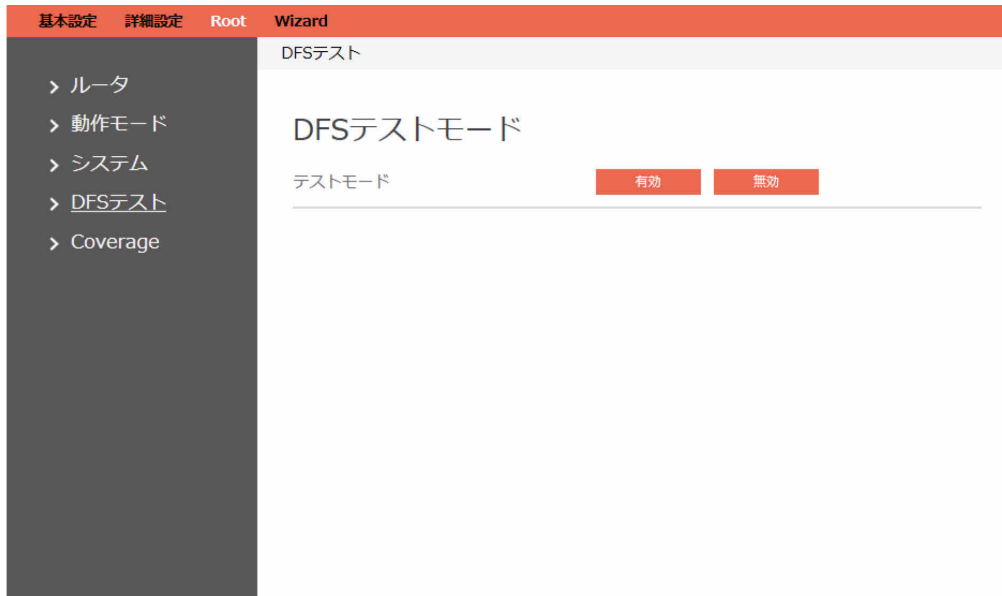 基本設定 詳細設定 Root Wizard
DFSテスト
ルータ
動作モード
システム
DFSテスト
Coverage
DFSテストモード
テストモード 有効 無効